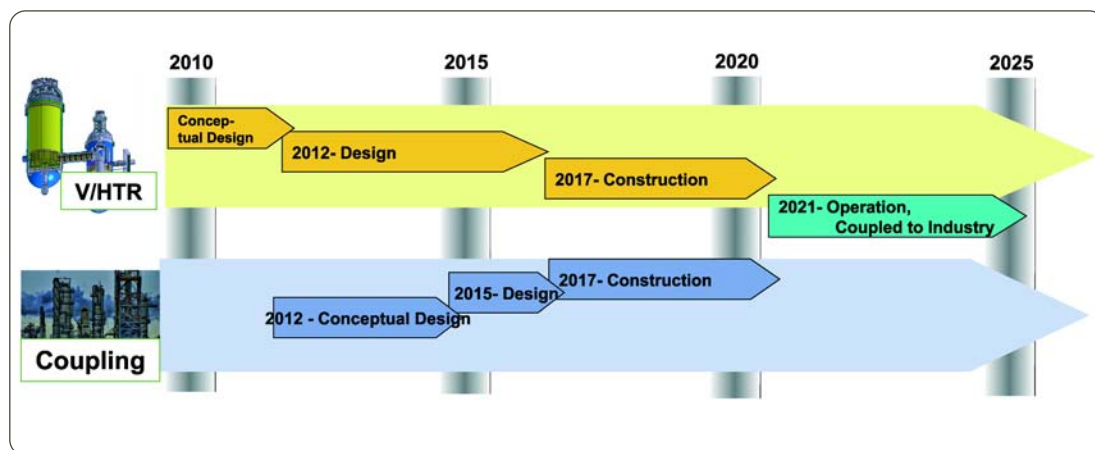 2010
2015
2020
2025
Concep-
tual Design
2012- Design
2017- Construction
V/HTR
2021- Operation,
Coupled to Industry
2017- Construction
2015- Design
2012 - Conceptual Design
Coupling